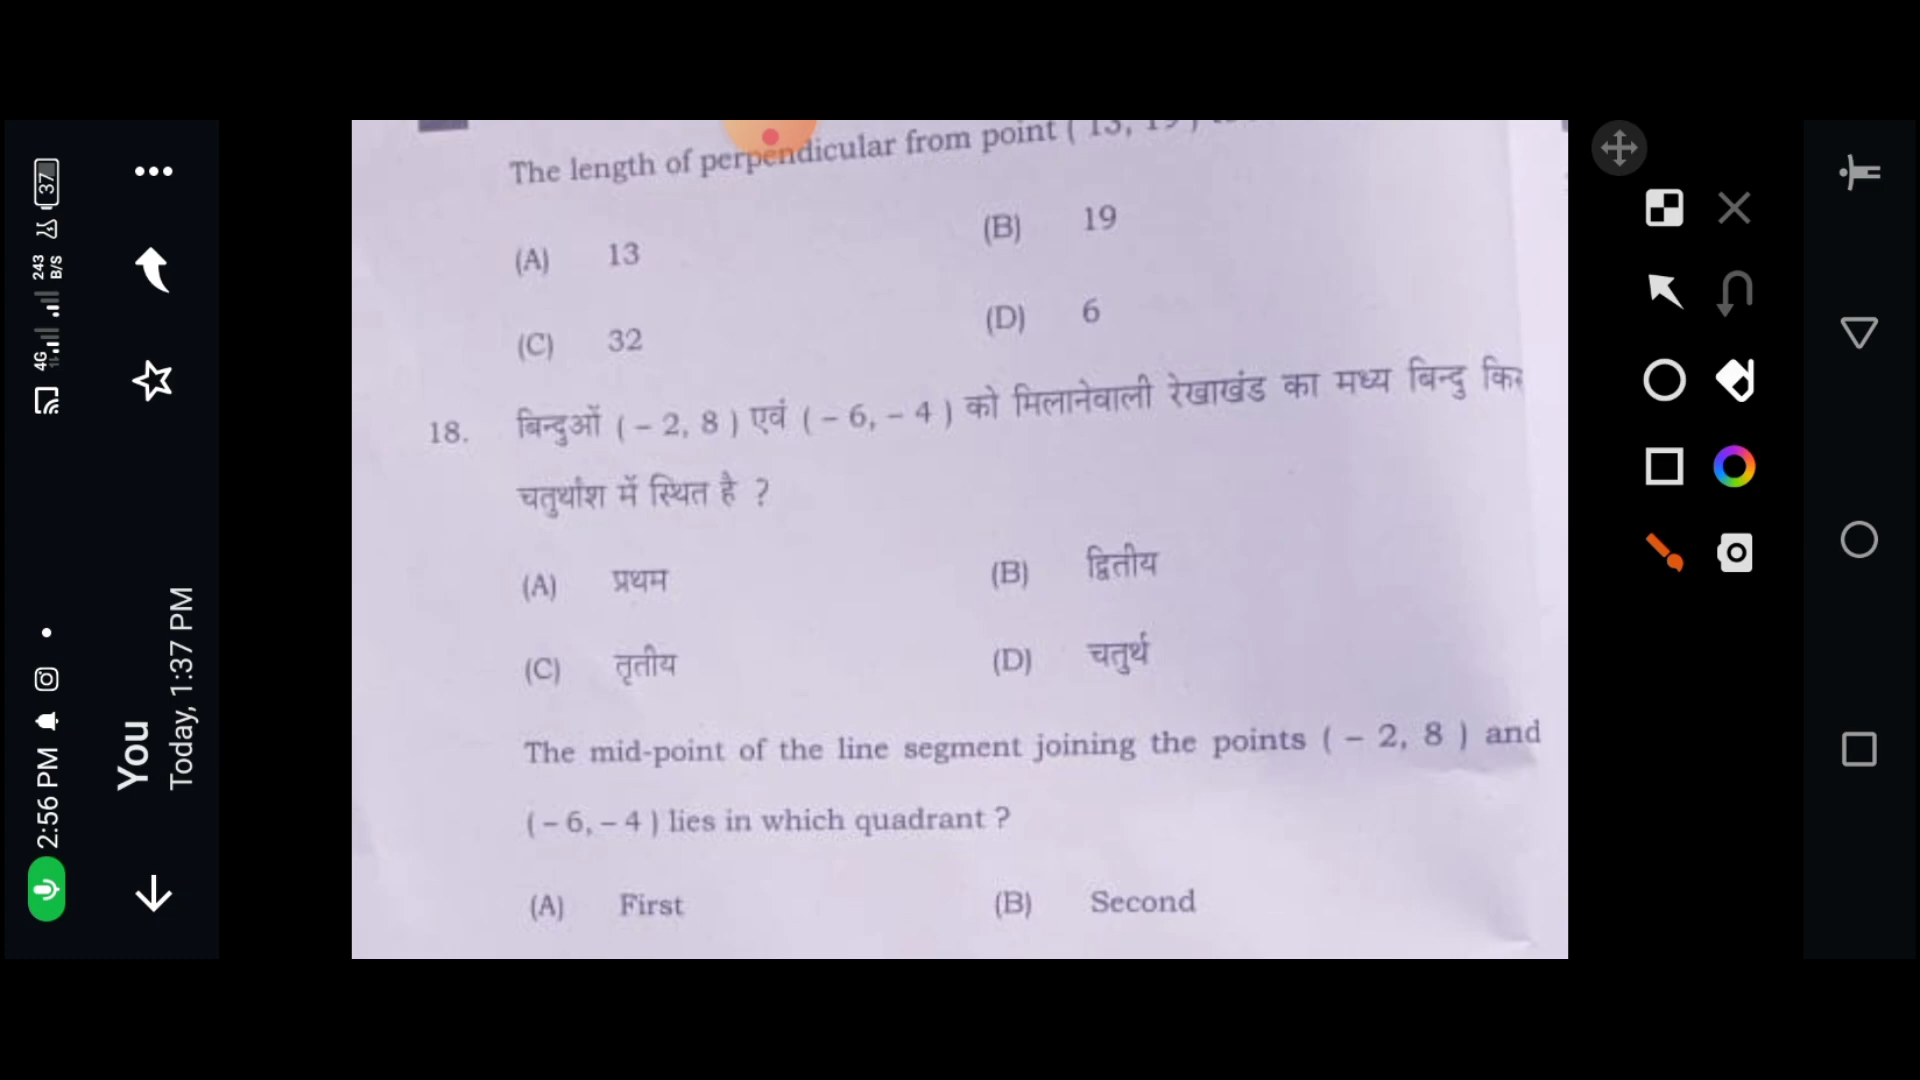 The length of perpendicular from point ( 13, 19 )
(A) 13 (B) 19
(C) 32 (D) 6
18. बिन्दुओं ( – 2, 8 ) एवं ( – 6, – 4 ) को मिलानेवाली रेखाखंड का मध्य बिन्दु
चतुर्थांश में स्थित है ?
(A) प्रथम (B) द्वितीय
(C) तृतीय (D) चतुर्थ
The mid-point of the line segment joining the points ( – 2, 8 ) and
( – 6, – 4 ) lies in which quadrant ?
(A) First (B) Second
2:56 PM
4G
243 B/S
37
You
Today, 1:37 PM